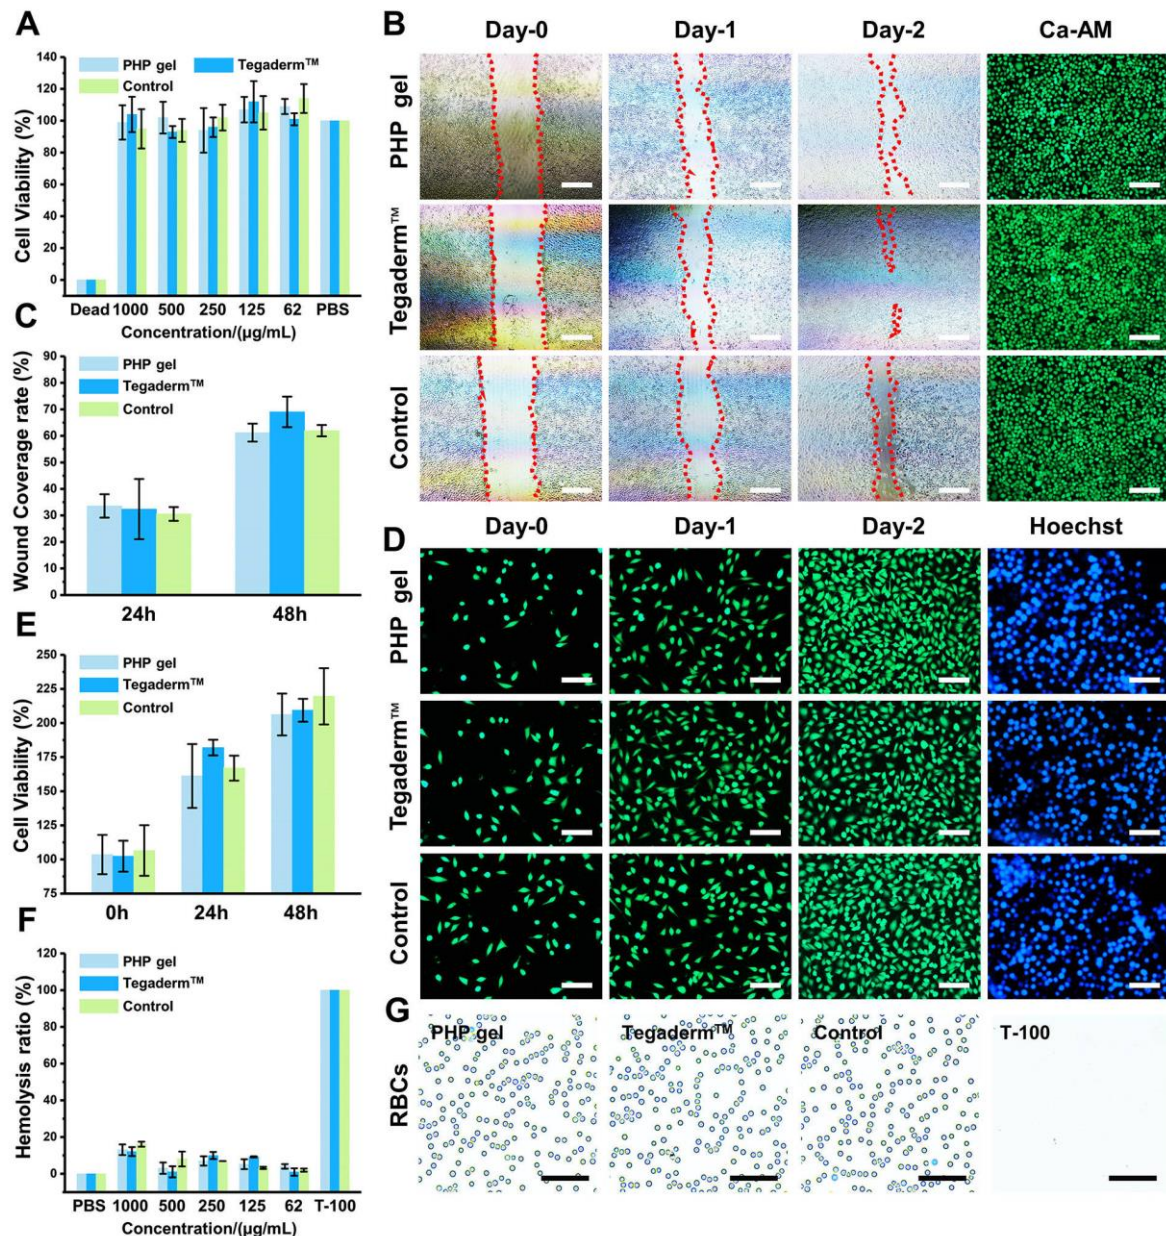 A
PHP gel
Tegaderm™
Control
Cell Viability (%)
140
120
100
80
60
40
20
0
Dead 1000 500 250 125 62 PBS
Concentration/(μg/mL)
B
Day-0 Day-1 Day-2 Ca-AM
PHP gel
Tegaderm™
Control
C
PHP gel
Tegaderm™
Control
Wound Coverage rate (%)
90
80
70
60
50
40
30
20
10
0
24h 48h
D
Day-0 Day-1 Day-2 Hoechst
PHP gel
Tegaderm™
Control
E
PHP gel
Tegaderm™
Control
Cell Viability (%)
250
225
200
175
150
125
100
75
0h 24h 48h
F
PHP gel
Tegaderm™
Control
Hemolysis ratio (%)
120
100
80
60
40
20
0
PBS 1000 500 250 125 62 T-100
Concentration/(μg/mL)
G
RBCs
PHP gel Tegaderm™ Control T-100